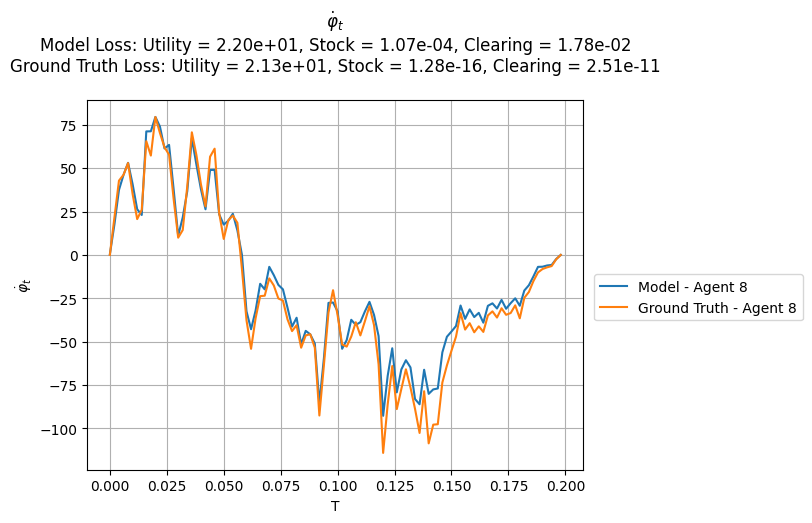 φ̇_t
Model Loss: Utility = 2.20e+01, Stock = 1.07e-04, Clearing = 1.78e-02
Ground Truth Loss: Utility = 2.13e+01, Stock = 1.28e-16, Clearing = 2.51e-11
75
50
25
0
−25
−50
−75
−100
φ̇_t
0.000 0.025 0.050 0.075 0.100 0.125 0.150 0.175 0.200
T
Model - Agent 8
Ground Truth - Agent 8